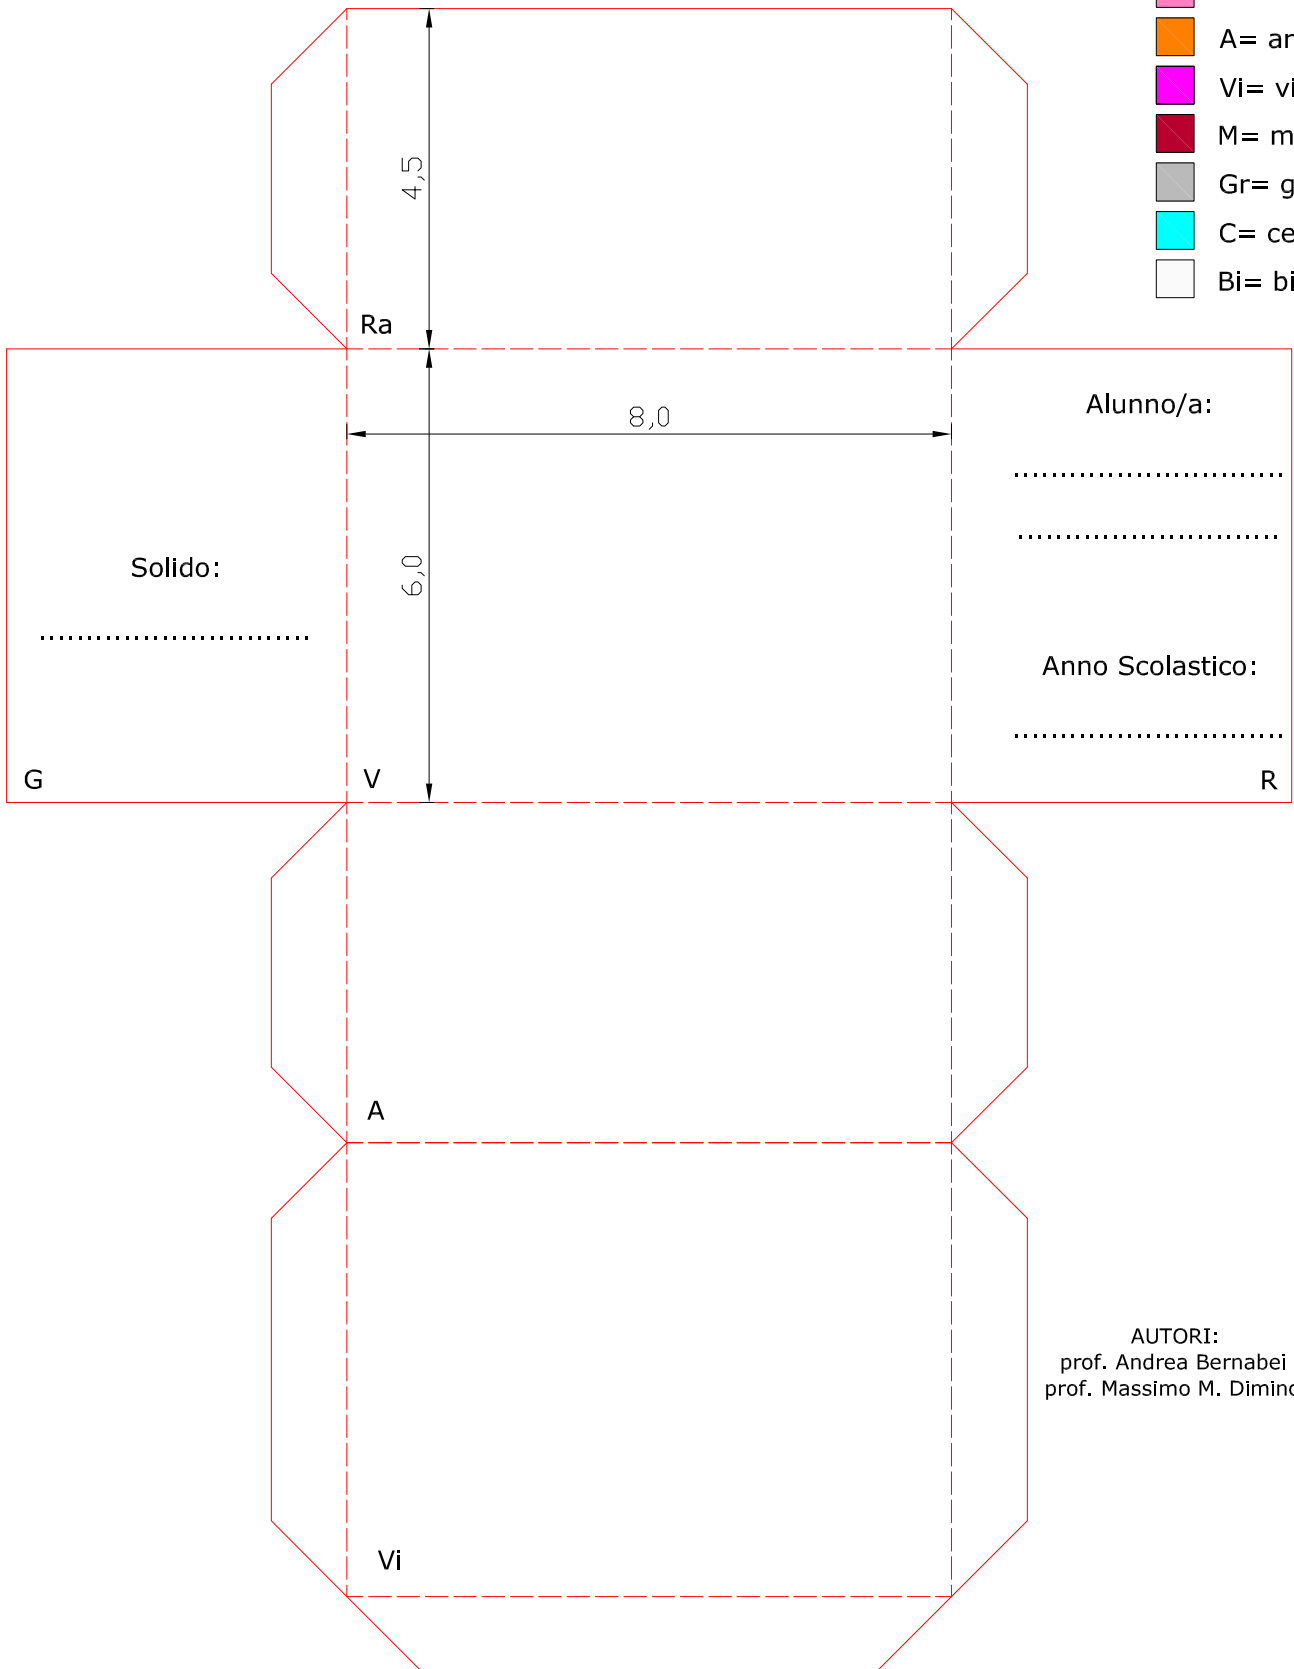 A= ar
Vi= vi
M= m
Gr= g
C= ce
Bi= bi
4,5
Ra
8,0
6,0
Alunno/a:
Solido:
Anno Scolastico:
G
V
R
A
Vi
AUTORI:
prof. Andrea Bernabei
prof. Massimo M. Dimino